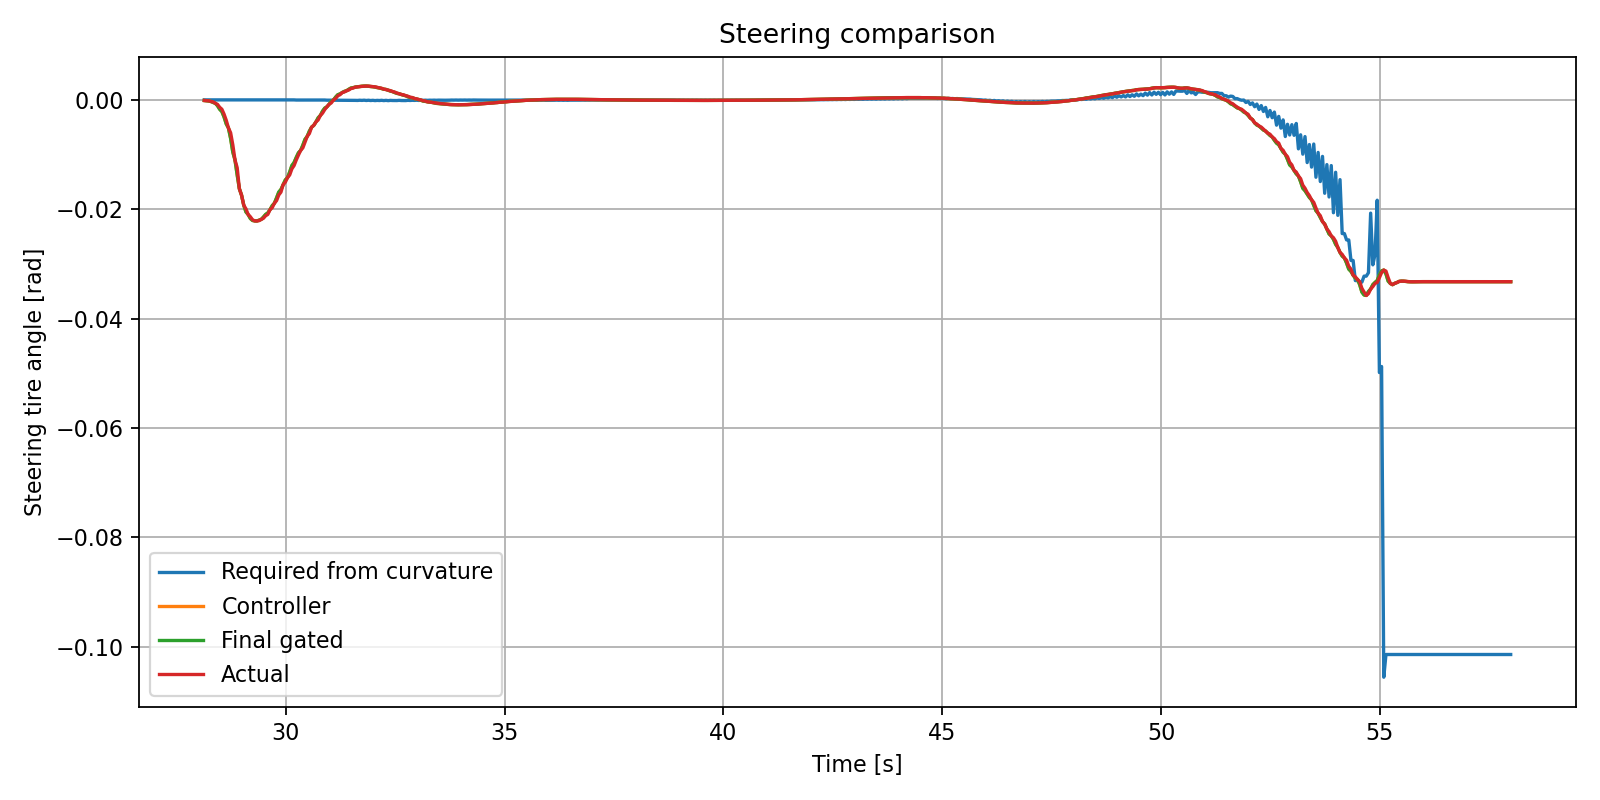 Steering comparison
0.00
−0.02
−0.04
−0.06
−0.08
−0.10
Steering tire angle [rad]
Required from curvature
Controller
Final gated
Actual
30
35
40
45
50
55
Time [s]